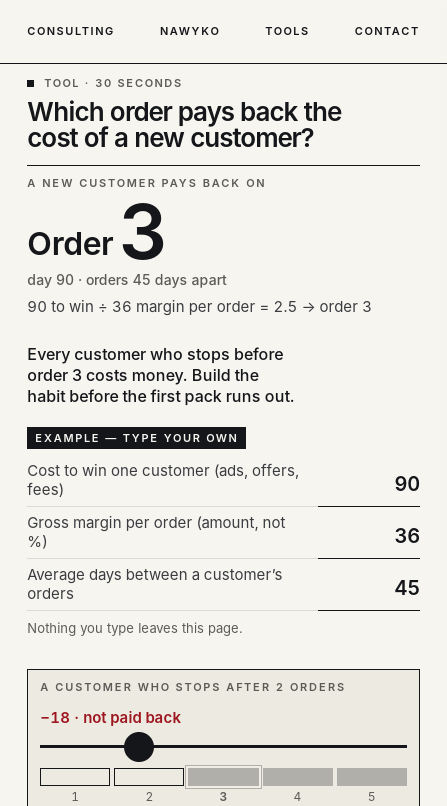 CONSULTING NAWYKO TOOLS CONTACT
TOOL · 30 SECONDS
Which order pays back the
cost of a new customer?
A NEW CUSTOMER PAYS BACK ON
Order 3
day 90 · orders 45 days apart
90 to win ÷ 36 margin per order = 2.5 → order 3
Every customer who stops before
order 3 costs money. Build the
habit before the first pack runs out.
EXAMPLE — TYPE YOUR OWN
Cost to win one customer (ads, offers,
fees) 90
Gross margin per order (amount, not
%) 36
Average days between a customer’s
orders 45
Nothing you type leaves this page.
A CUSTOMER WHO STOPS AFTER 2 ORDERS
−18 · not paid back
1 2 3 4 5